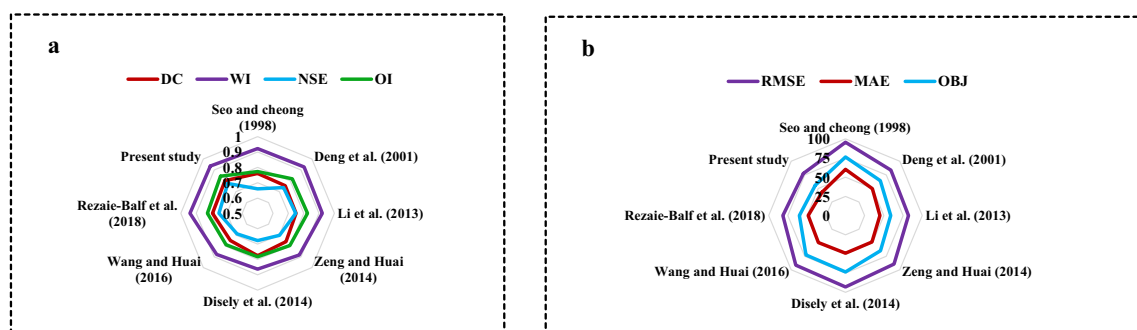 a
DC WI NSE OI
Seo and cheong
(1998)
1
0.9
0.8
0.7
0.6
0.5
Deng et al. (2001)
Li et al. (2013)
Zeng and Huai
(2014)
Disely et al. (2014)
Wang and Huai
(2016)
Rezaie-Balf et al.
(2018)
Present study
b
RMSE MAE OBJ
Seo and cheong (1998)
100
75
50
25
0
Deng et al. (2001)
Li et al. (2013)
Zeng and Huai (2014)
Disely et al. (2014)
Wang and Huai (2016)
Rezaie-Balf et al. (2018)
Present study